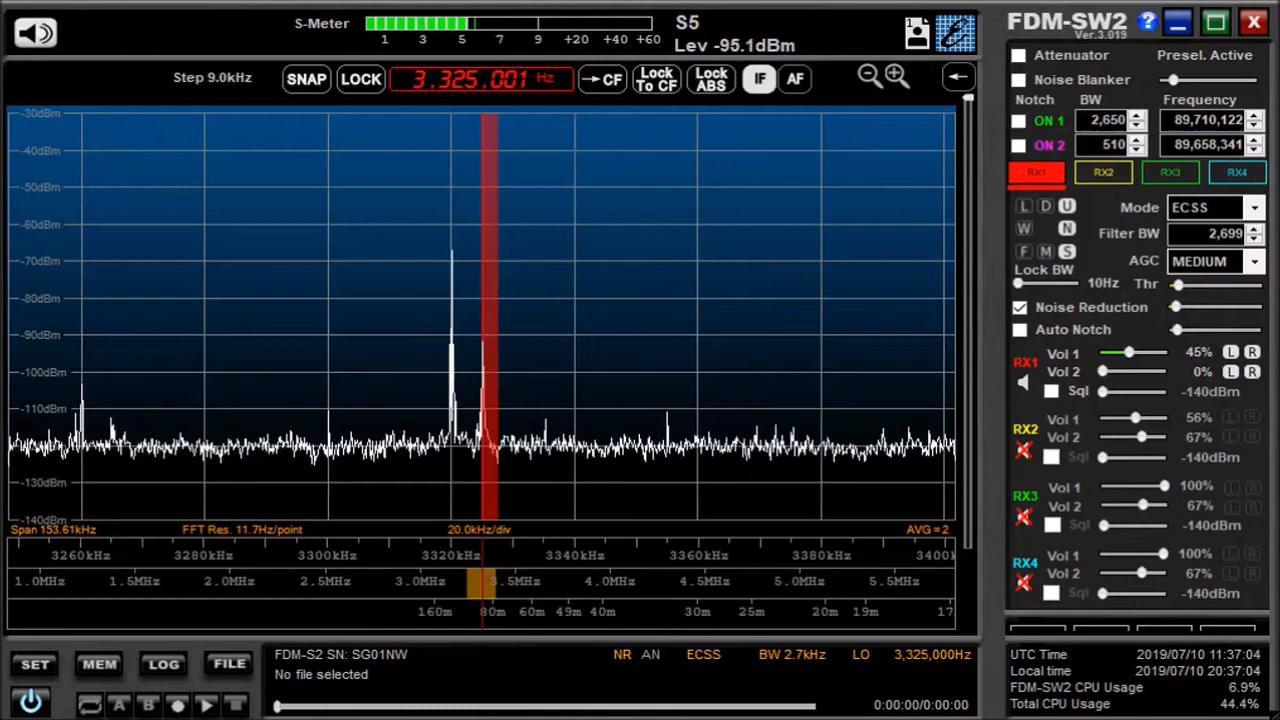 S-Meter
1 3 5 7 9 +20 +40 +60
S5
Lev -95.1dBm
1
FDM-SW2
Ver.3.019
?
X
Step 9.0kHz
SNAP
LOCK
3,325,001 Hz
→CF
Lock To CF
Lock ABS
IF
AF
-30dBm
-40dBm
-50dBm
-60dBm
-70dBm
-80dBm
-90dBm
-100dBm
-110dBm
-130dBm
-140dBm
Span 153.61kHz FFT Res. 11.7Hz/point 20.0kHz/div AVG = 2
3260kHz 3280kHz 3300kHz 3320kHz 3340kHz 3360kHz 3380kHz 3400
1.0MHz 1.5MHz 2.0MHz 2.5MHz 3.0MHz 3.5MHz 4.0MHz 4.5MHz 5.0MHz 5.5MHz
160m 80m 60m 49m 40m 30m 25m 20m 19m 17
Attenuator Presel. Active
Noise Blanker
Notch BW Frequency
ON 1 2,650 89,710,122
ON 2 510 89,658,341
RX1 RX2 RX3 RX4
L D U Mode ECSS
W N Filter BW 2,699
F M S AGC MEDIUM
Lock BW 10Hz Thr
Noise Reduction
Auto Notch
RX1 Vol 1 45% L R
Vol 2 0% L R
Sql -140dBm
RX2 Vol 1 56% L R
Vol 2 67% L R
Sql -140dBm
RX3 Vol 1 100% L R
Vol 2 67% L R
Sql -140dBm
RX4 Vol 1 100% L R
Vol 2 67% L R
Sql -140dBm
SET MEM LOG FILE
A B
FDM-S2 SN: SG01NW NR AN ECSS BW 2.7kHz LO 3,325,000Hz
No file selected
0:00:00/0:00:00
UTC Time 2019/07/10 11:37:04
Local time 2019/07/10 20:37:04
FDM-SW2 CPU Usage 6.9%
Total CPU Usage 44.4%